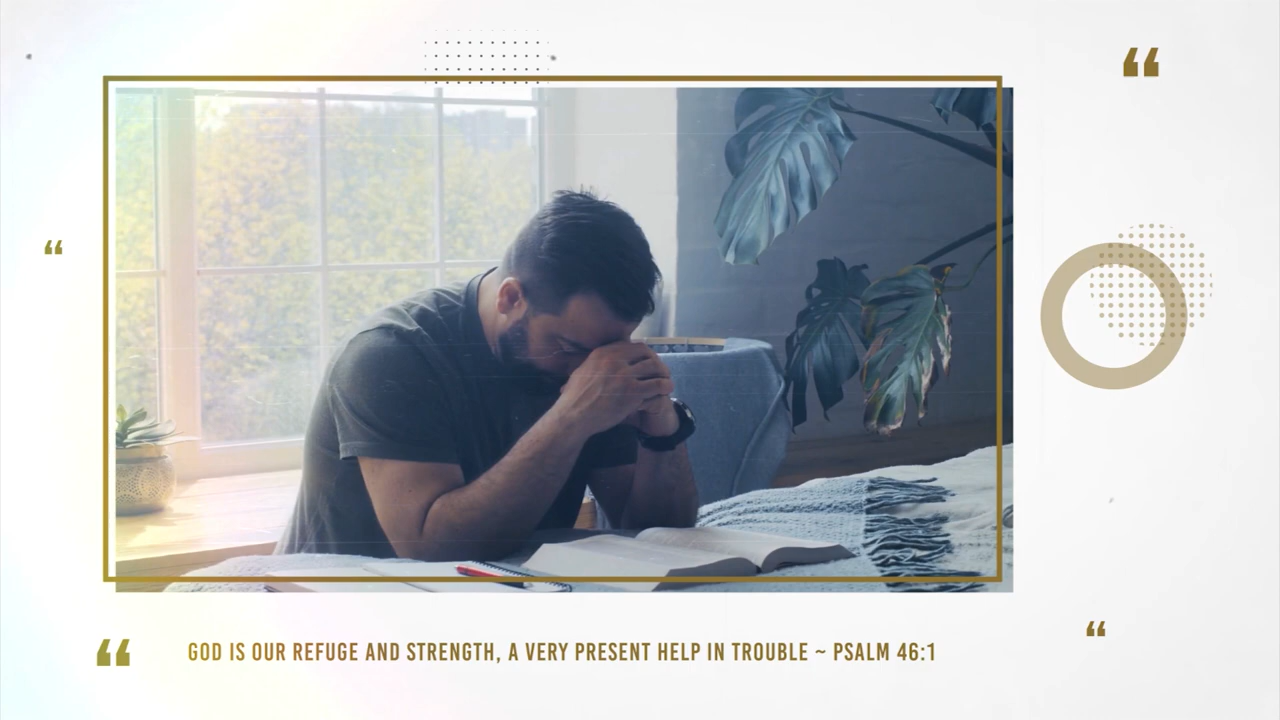 GOD IS OUR REFUGE AND STRENGTH, A VERY PRESENT HELP IN TROUBLE ~ PSALM 46:1